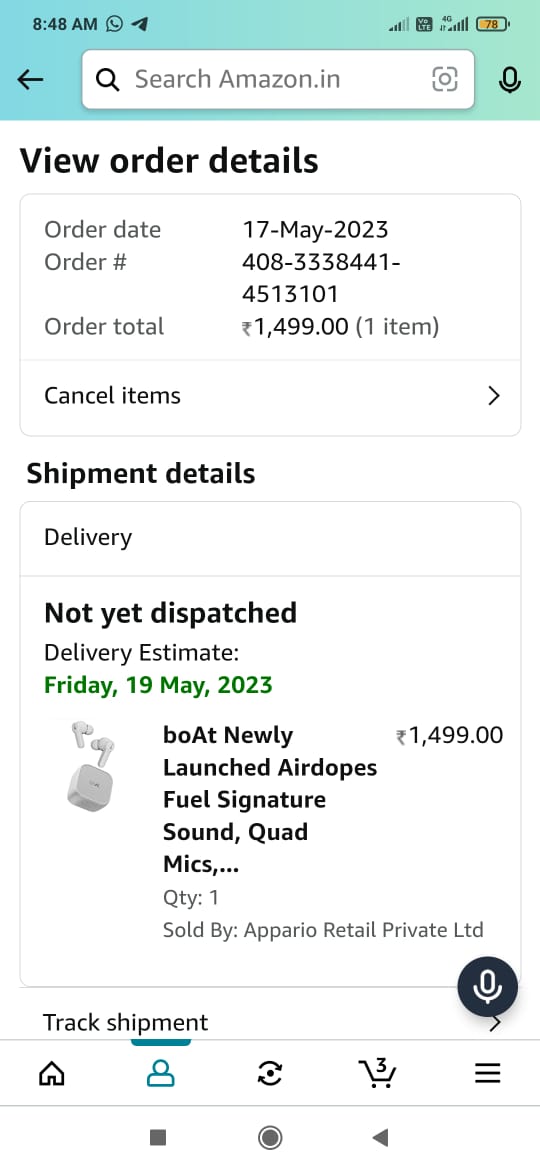 8:48 AM
Vo LTE 4G 78
Search Amazon.in
View order details
Order date 17-May-2023
Order # 408-3338441-
4513101
Order total ₹1,499.00 (1 item)
Cancel items
Shipment details
Delivery
Not yet dispatched
Delivery Estimate:
Friday, 19 May, 2023
boAt Newly ₹1,499.00
Launched Airdopes
Fuel Signature
Sound, Quad
Mics,...
Qty: 1
Sold By: Appario Retail Private Ltd
Track shipment
3